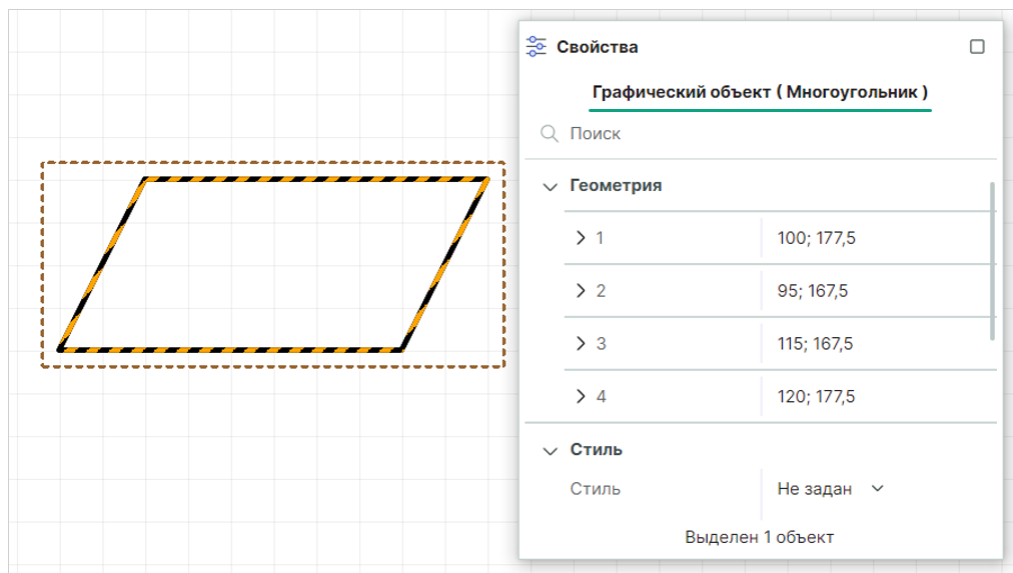 Свойства
Графический объект ( Многоугольник )
Поиск
Геометрия
1 100; 177,5
2 95; 167,5
3 115; 167,5
4 120; 177,5
Стиль
Стиль Не задан
Выделен 1 объект